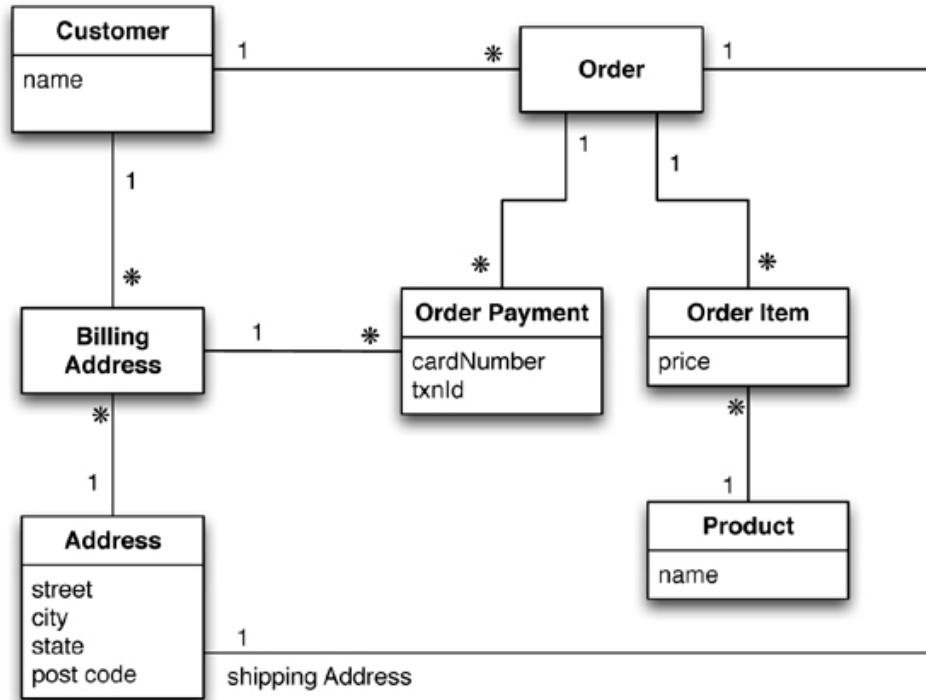 Customer
name
1
*
Order
1
1
*
1
*
1
*
Billing
Address
1
*
Order Payment
cardNumber
txnId
Order Item
price
*
1
*
1
Address
street
city
state
post code
Product
name
1
shipping Address